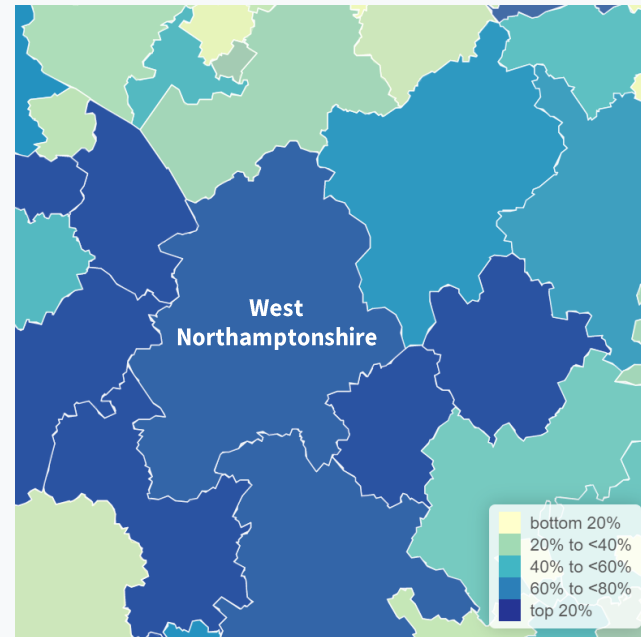 West
Northamptonshire
bottom 20%
20% to <40%
40% to <60%
60% to <80%
top 20%